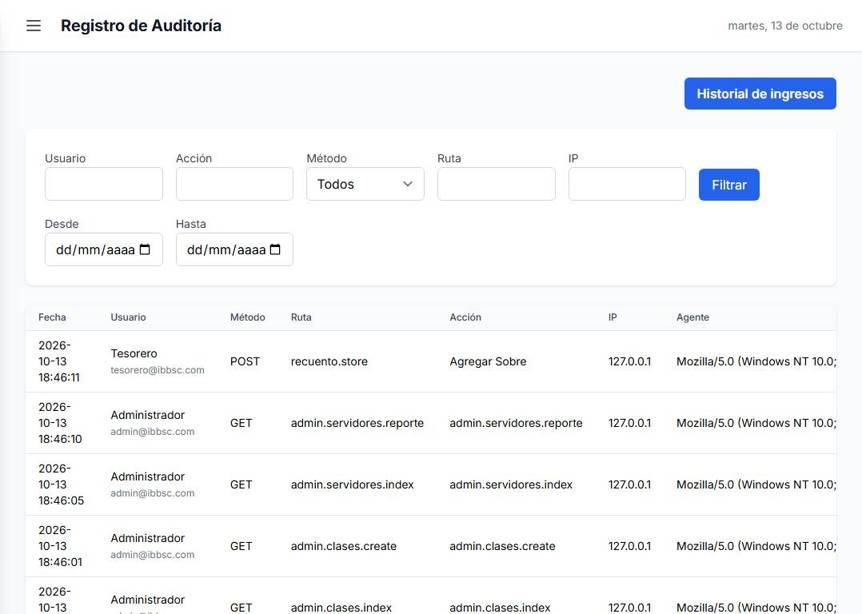 Registro de Auditoría
martes, 13 de octubre
Historial de ingresos
Usuario Acción Método Ruta IP
Todos
Filtrar
Desde Hasta
dd/mm/aaaa dd/mm/aaaa
Fecha Usuario Método Ruta Acción IP Agente
2026-
10-13
18:46:11
Tesorero
tesorero@ibbsc.com
POST recuento.store Agregar Sobre 127.0.0.1 Mozilla/5.0 (Windows NT 10.0;
2026-
10-13
18:46:10
Administrador
admin@ibbsc.com
GET admin.servidores.reporte admin.servidores.reporte 127.0.0.1 Mozilla/5.0 (Windows NT 10.0;
2026-
10-13
18:46:05
Administrador
admin@ibbsc.com
GET admin.servidores.index admin.servidores.index 127.0.0.1 Mozilla/5.0 (Windows NT 10.0;
2026-
10-13
18:46:01
Administrador
admin@ibbsc.com
GET admin.clases.create admin.clases.create 127.0.0.1 Mozilla/5.0 (Windows NT 10.0;
2026-
10-13
Administrador
GET admin.clases.index admin.clases.index 127.0.0.1 Mozilla/5.0 (Windows NT 10.0;